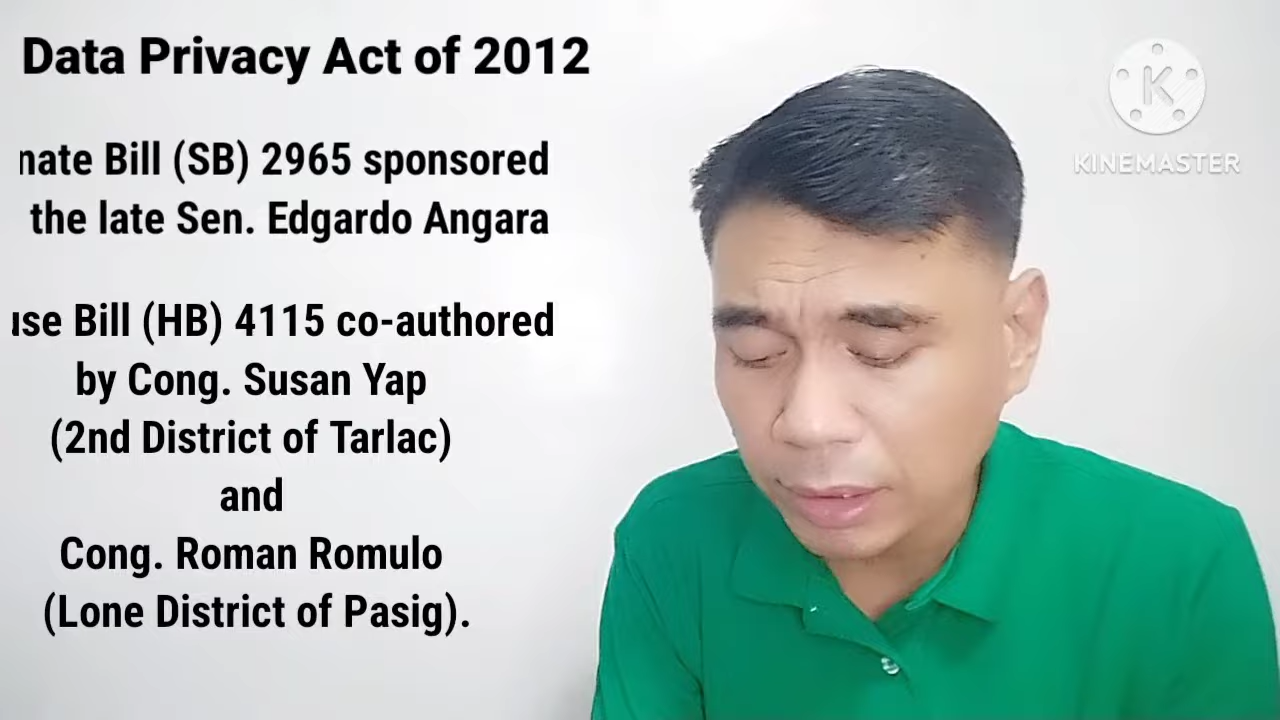 Data Privacy Act of 2012
nate Bill (SB) 2965 sponsored
the late Sen. Edgardo Angara
use Bill (HB) 4115 co-authored
by Cong. Susan Yap
(2nd District of Tarlac)
and
Cong. Roman Romulo
(Lone District of Pasig).
K
KINEMASTER